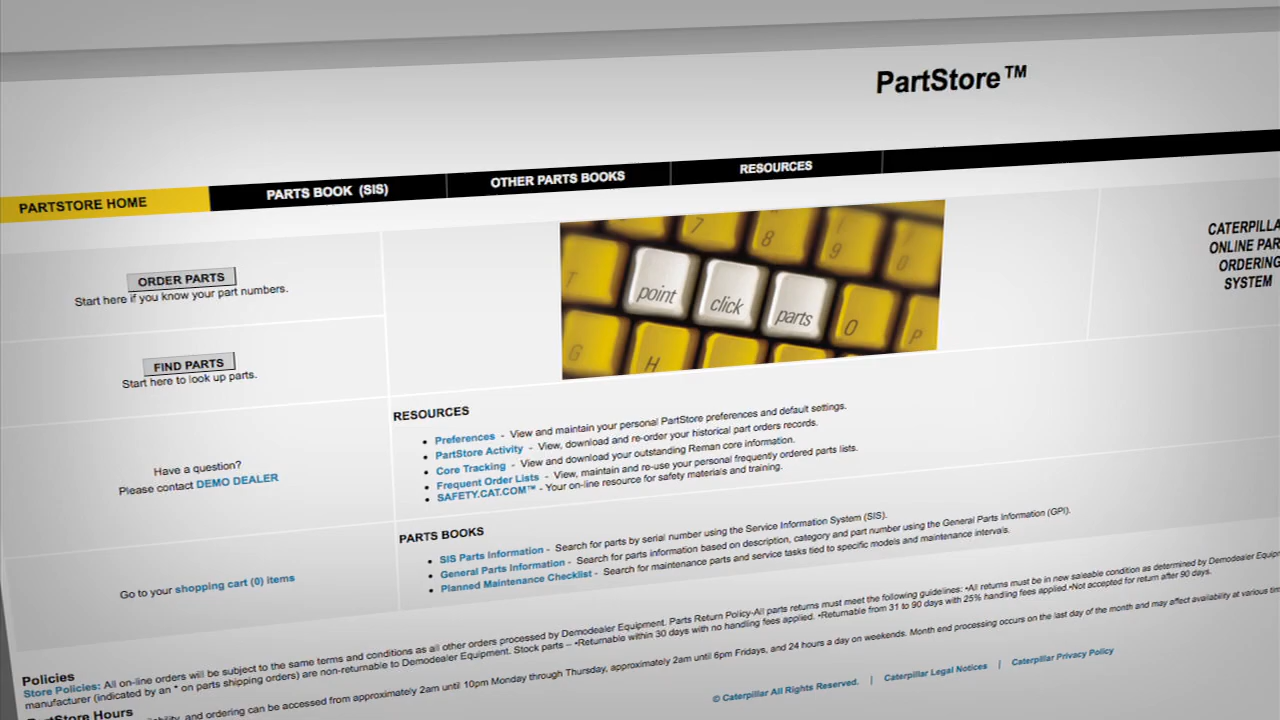 PartStore™
PARTSTORE HOME
PARTS BOOK (SIS)
OTHER PARTS BOOKS
RESOURCES
ORDER PARTS
Start here if you know your part numbers.
FIND PARTS
Start here to look up parts.
Have a question?
Please contact DEMO DEALER
Go to your shopping cart (0) items
7
8
9
0
T
point
click
parts
O
P
G
H
CATERPILLA
ONLINE PAR
ORDERING
SYSTEM
RESOURCES
• Preferences - View and maintain your personal PartStore preferences and default settings.
• PartStore Activity - View, download and re-order your historical part orders records.
• Core Tracking - View and download your outstanding Reman core information.
• Frequent Order Lists - View, maintain and re-use your personal frequently ordered parts lists.
• SAFETY.CAT.COM™ - Your on-line resource for safety materials and training.
PARTS BOOKS
• SIS Parts Information - Search for parts by serial number using the Service Information System (SIS).
• General Parts Information - Search for parts information based on description, category and part number using the General Parts Information (GPI).
• Planned Maintenance Checklist - Search for maintenance parts and service tasks tied to specific models and maintenance intervals.
Policies
Store Policies: All on-line orders will be subject to the same terms and conditions as all other orders processed by Demodealer Equipment. Parts Return Policy-All parts returns must meet the following guidelines: •All returns must be in new saleable condition as determined by Demodealer Equip
manufacturer (indicated by an * on parts shipping orders) are non-returnable to Demodealer Equipment. Stock parts – •Returnable within 30 days with no handling fees applied. •Returnable from 31 to 90 days with 25% handling fees applied.•Not accepted for return after 90 days.
PartStore Hours
and ordering can be accessed from approximately 2am until 10pm Monday through Thursday, approximately 2am until 6pm Fridays, and 24 hours a day on weekends. Month end processing occurs on the last day of the month and may affect availability at various
© Caterpillar All Rights Reserved. | Caterpillar Legal Notices | Caterpillar Privacy Policy